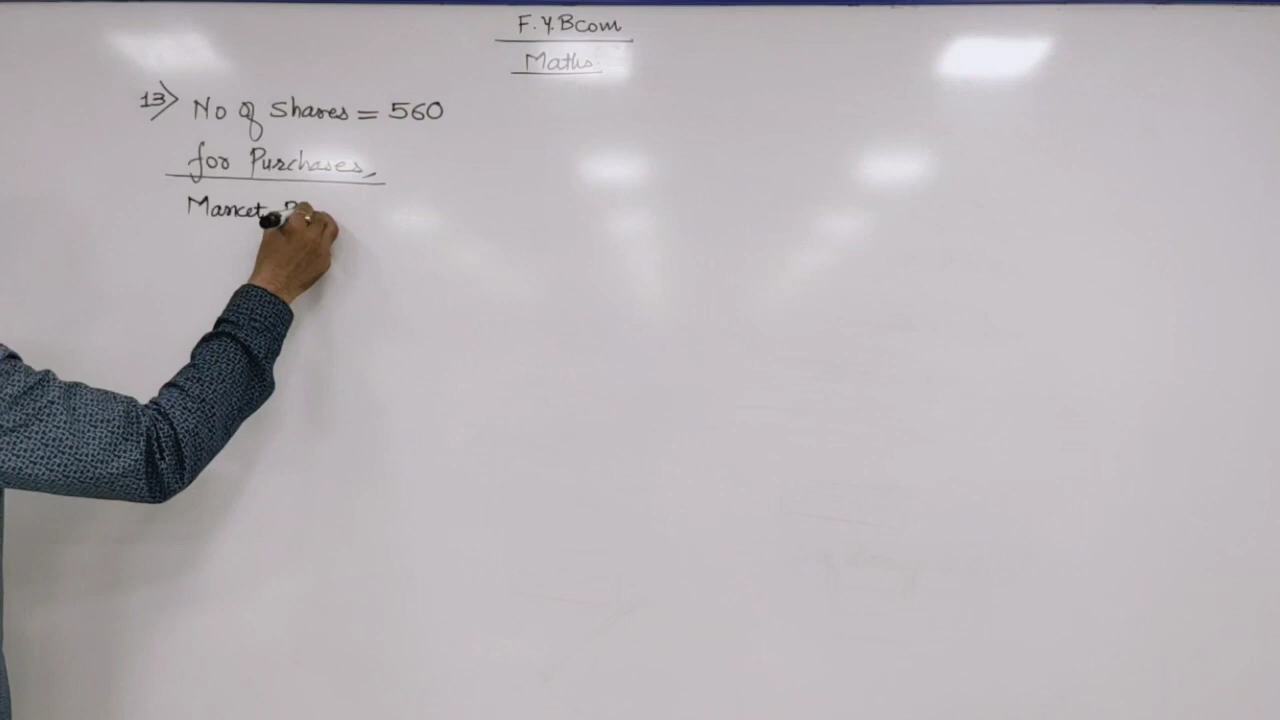 F.Y.Bcom
Maths.
13> No of Shares = 560
for Purchases,
Market